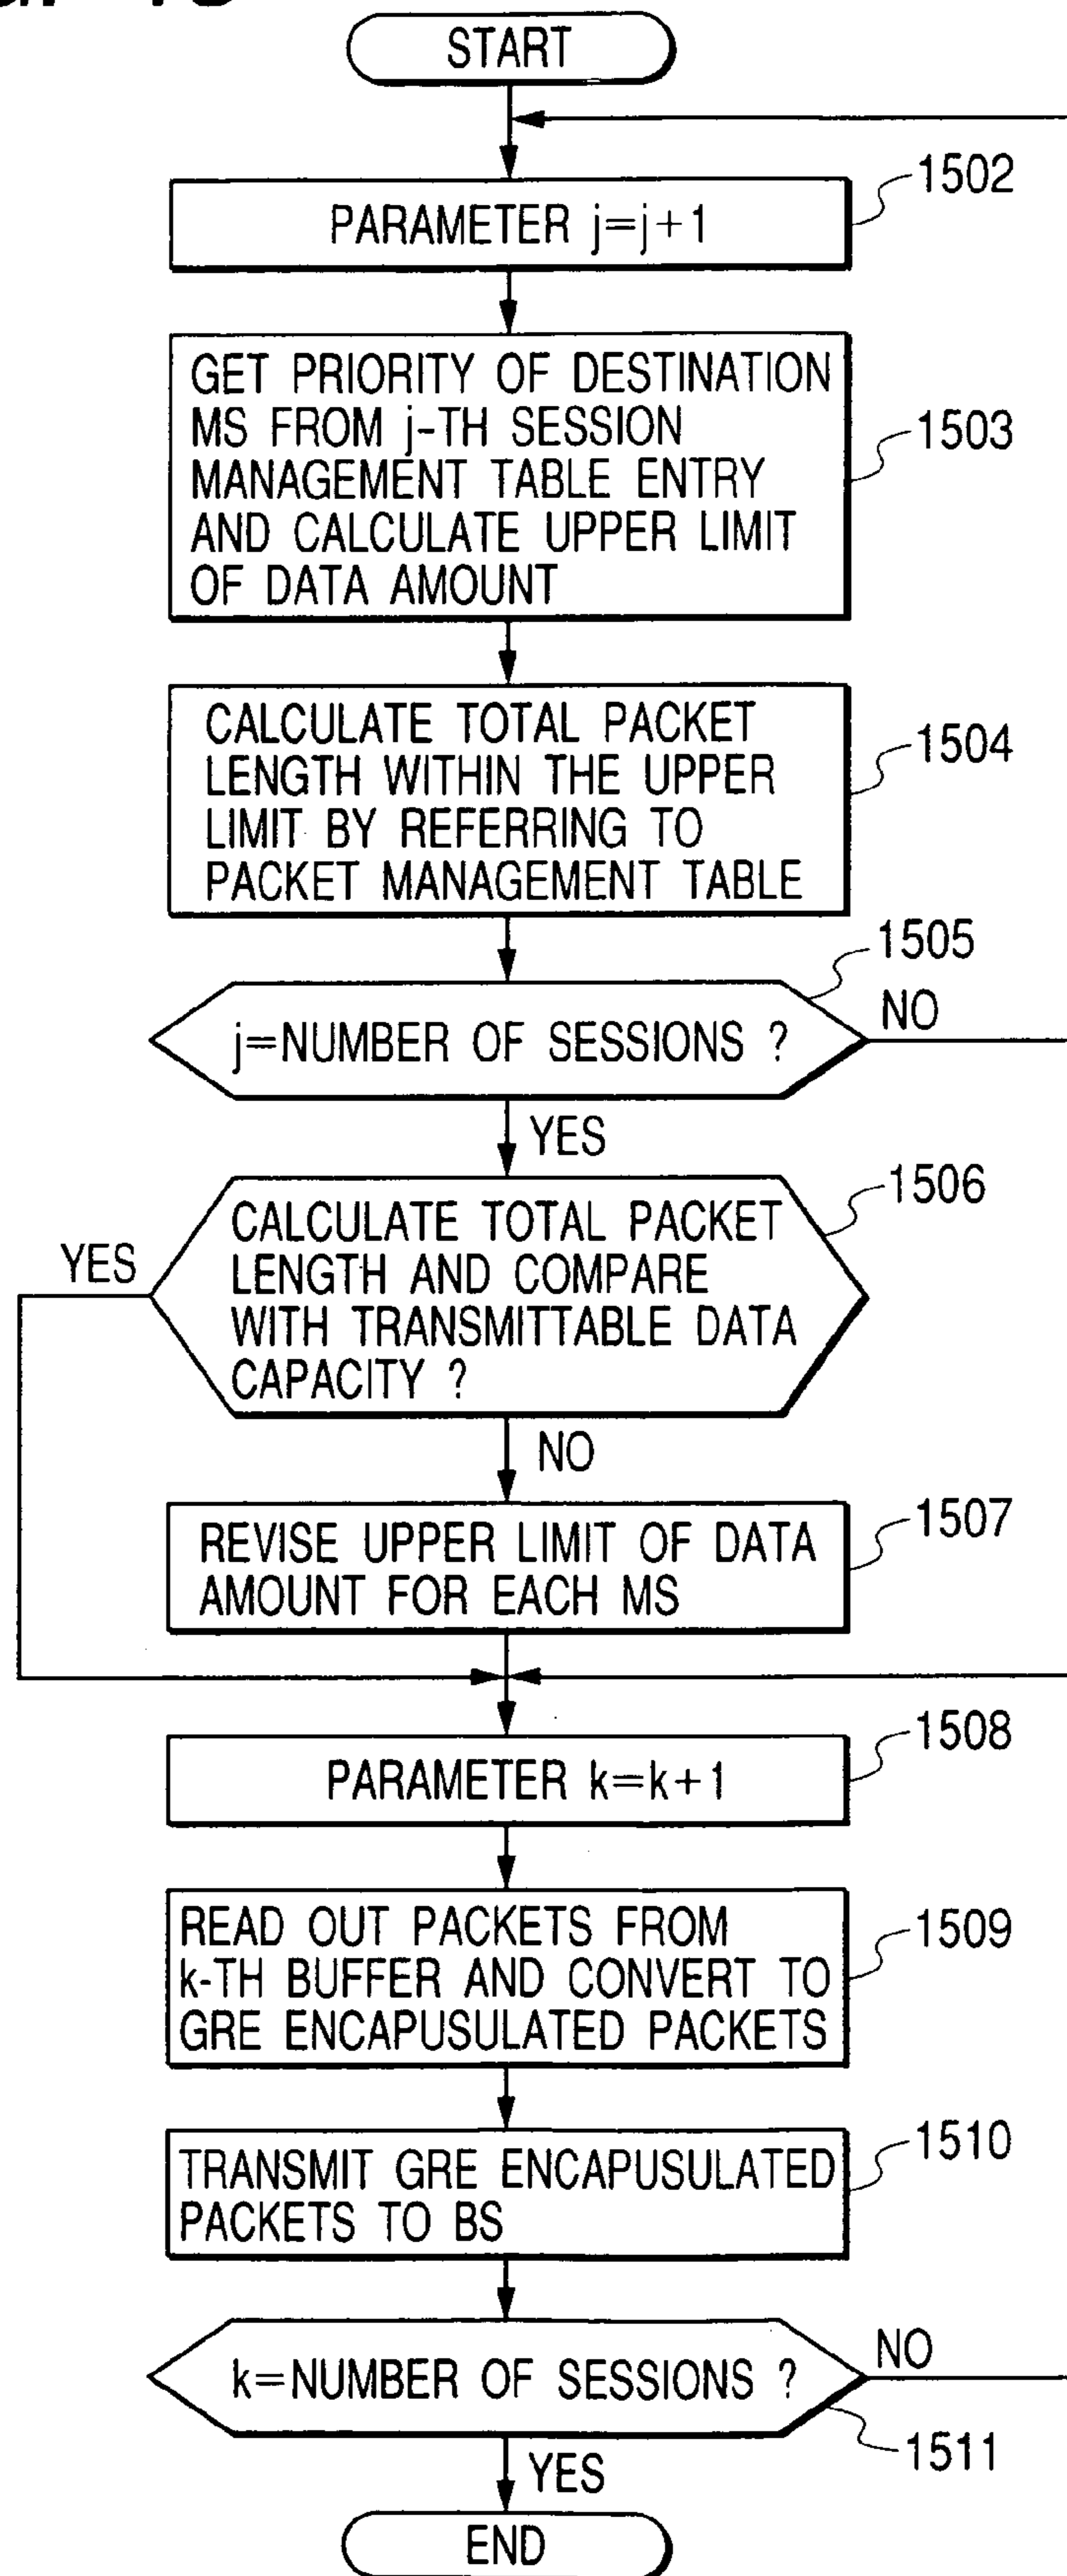 START
1502
PARAMETER j=j+1
GET PRIORITY OF DESTINATION
MS FROM j-TH SESSION
MANAGEMENT TABLE ENTRY
AND CALCULATE UPPER LIMIT
OF DATA AMOUNT
1503
CALCULATE TOTAL PACKET
LENGTH WITHIN THE UPPER
LIMIT BY REFERRING TO
PACKET MANAGEMENT TABLE
1504
1505
j=NUMBER OF SESSIONS ?
NO
YES
1506
CALCULATE TOTAL PACKET
LENGTH AND COMPARE
WITH TRANSMITTABLE DATA
CAPACITY ?
YES
NO
1507
REVISE UPPER LIMIT OF DATA
AMOUNT FOR EACH MS
1508
PARAMETER k=k+1
READ OUT PACKETS FROM
k-TH BUFFER AND CONVERT TO
GRE ENCAPUSULATED PACKETS
1509
1510
TRANSMIT GRE ENCAPUSULATED
PACKETS TO BS
k=NUMBER OF SESSIONS ?
NO
1511
YES
END